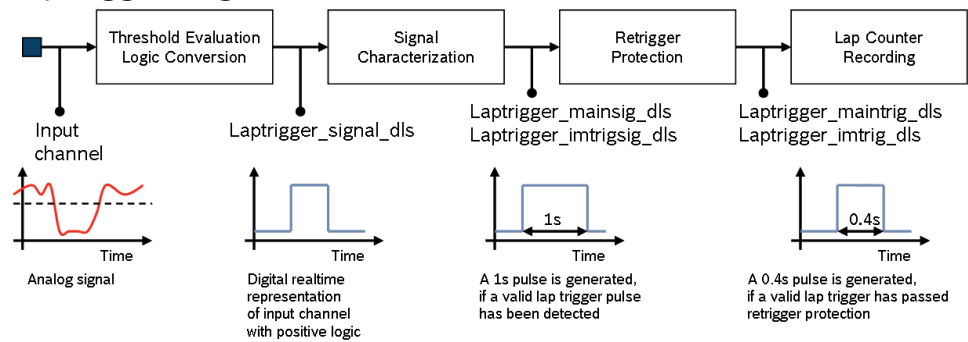 Threshold Evaluation
Logic Conversion
Signal
Characterization
Retrigger
Protection
Lap Counter
Recording
Input
channel
Laptrigger_signal_dls
Laptrigger_mainsig_dls
Laptrigger_imtrigsig_dls
Laptrigger_maintrig_dls
Laptrigger_imtrig_dls
1s
0.4s
Time
Time
Time
Time
Analog signal
Digital realtime
representation
of input channel
with positive logic
A 1s pulse is generated,
if a valid lap trigger pulse
has been detected
A 0.4s pulse is generated,
if a valid lap trigger has passed
retrigger protection